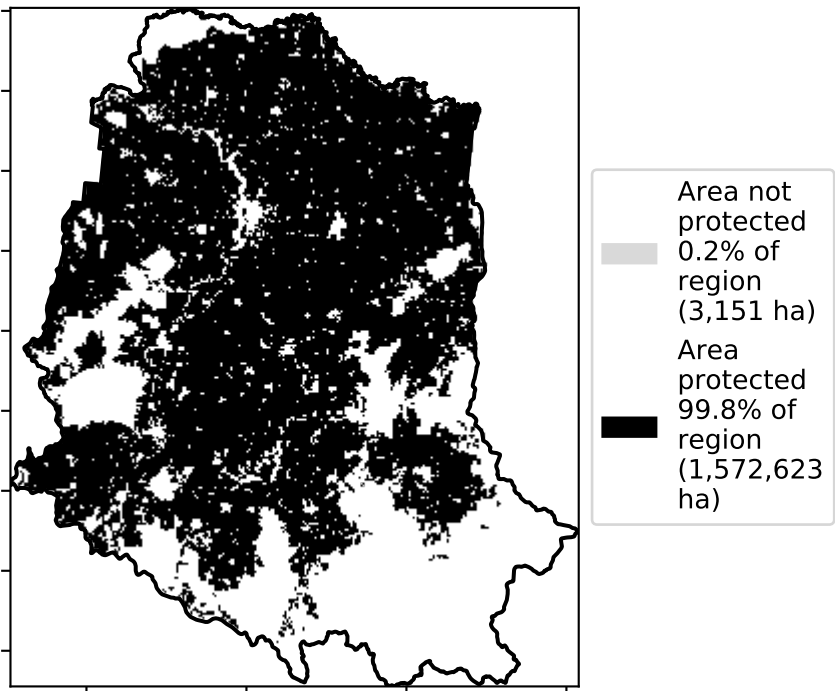 Area not
protected
0.2% of
region
(3,151 ha)
Area
protected
99.8% of
region
(1,572,623
ha)